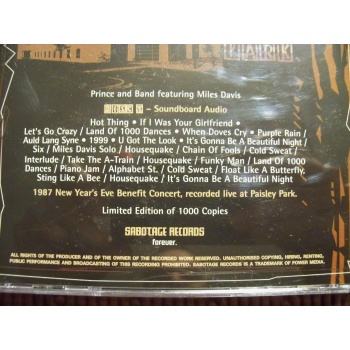 Prince and Band featuring Miles Davis
DISC 1 – Soundboard Audio
Hot Thing • If I Was Your Girlfriend •
Let's Go Crazy / Land Of 1000 Dances • When Doves Cry • Purple Rain /
Auld Lang Syne • 1999 • U Got The Look • It's Gonna Be A Beautiful Night /
Six / Miles Davis Solo / Housequake / Chain Of Fools / Cold Sweat /
Interlude / Take The A-Train / Housequake / Funky Man / Land Of 1000
Dances / Piano Jam / Alphabet St. / Cold Sweat / Float Like A Butterfly,
Sting Like A Bee / Housequake / It's Gonna Be A Beautiful Night
1987 New Year's Eve Benefit Concert, recorded live at Paisley Park.
Limited Edition of 1000 Copies
SABOTAGE RECORDS
forever.
ALL RIGHTS OF THE PRODUCER AND OF THE OWNER OF THE RECORDED WORK RESERVED. UNAUTHORISED COPYING, HIRING, RENTING,
PUBLIC PERFORMANCE AND BROADCASTING OF THIS RECORDING PROHIBITED. SABOTAGE RECORDS IS A TRADEMARK OF POWER MEDIA.